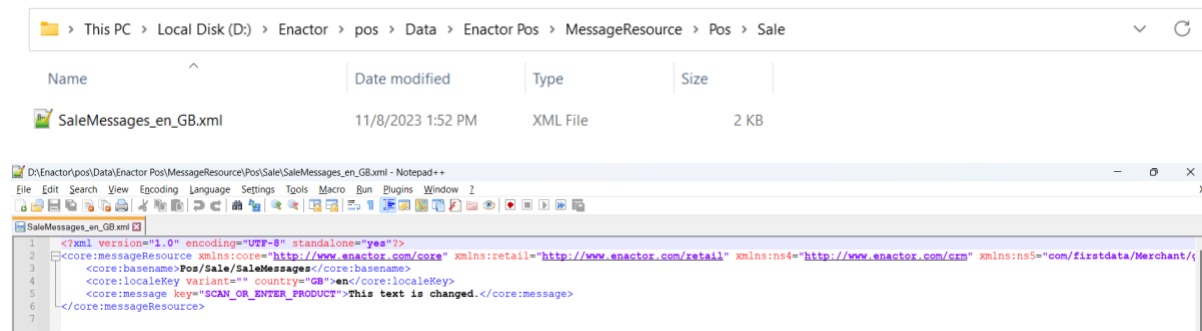 This PC > Local Disk (D:) > Enactor > pos > Data > Enactor Pos > MessageResource > Pos > Sale
Name Date modified Type Size
SaleMessages_en_GB.xml 11/8/2023 1:52 PM XML File 2 KB
D:\Enactor\pos\Data\Enactor Pos\MessageResource\Pos\Sale\SaleMessages_en_GB.xml - Notepad++
File Edit Search View Encoding Language Settings Tools Macro Run Plugins Window ?
SaleMessages_en_GB.xml
1 <?xml version="1.0" encoding="UTF-8" standalone="yes"?>
2 <core:messageResource xmlns:core="http://www.enactor.com/core" xmlns:retail="http://www.enactor.com/retail" xmlns:ns4="http://www.enactor.com/crm" xmlns:ns5="com/firstdata/Merchant/
3 <core:basename>Pos/Sale/SaleMessages</core:basename>
4 <core:localeKey variant="" country="GB">en</core:localeKey>
5 <core:message key="SCAN_OR_ENTER_PRODUCT">This text is changed.</core:message>
6 </core:messageResource>
7